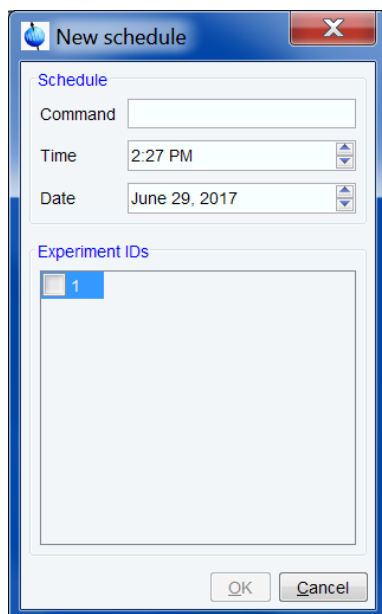 New schedule
Schedule
Command
Time 2:27 PM
Date June 29, 2017
Experiment IDs
1
OK Cancel